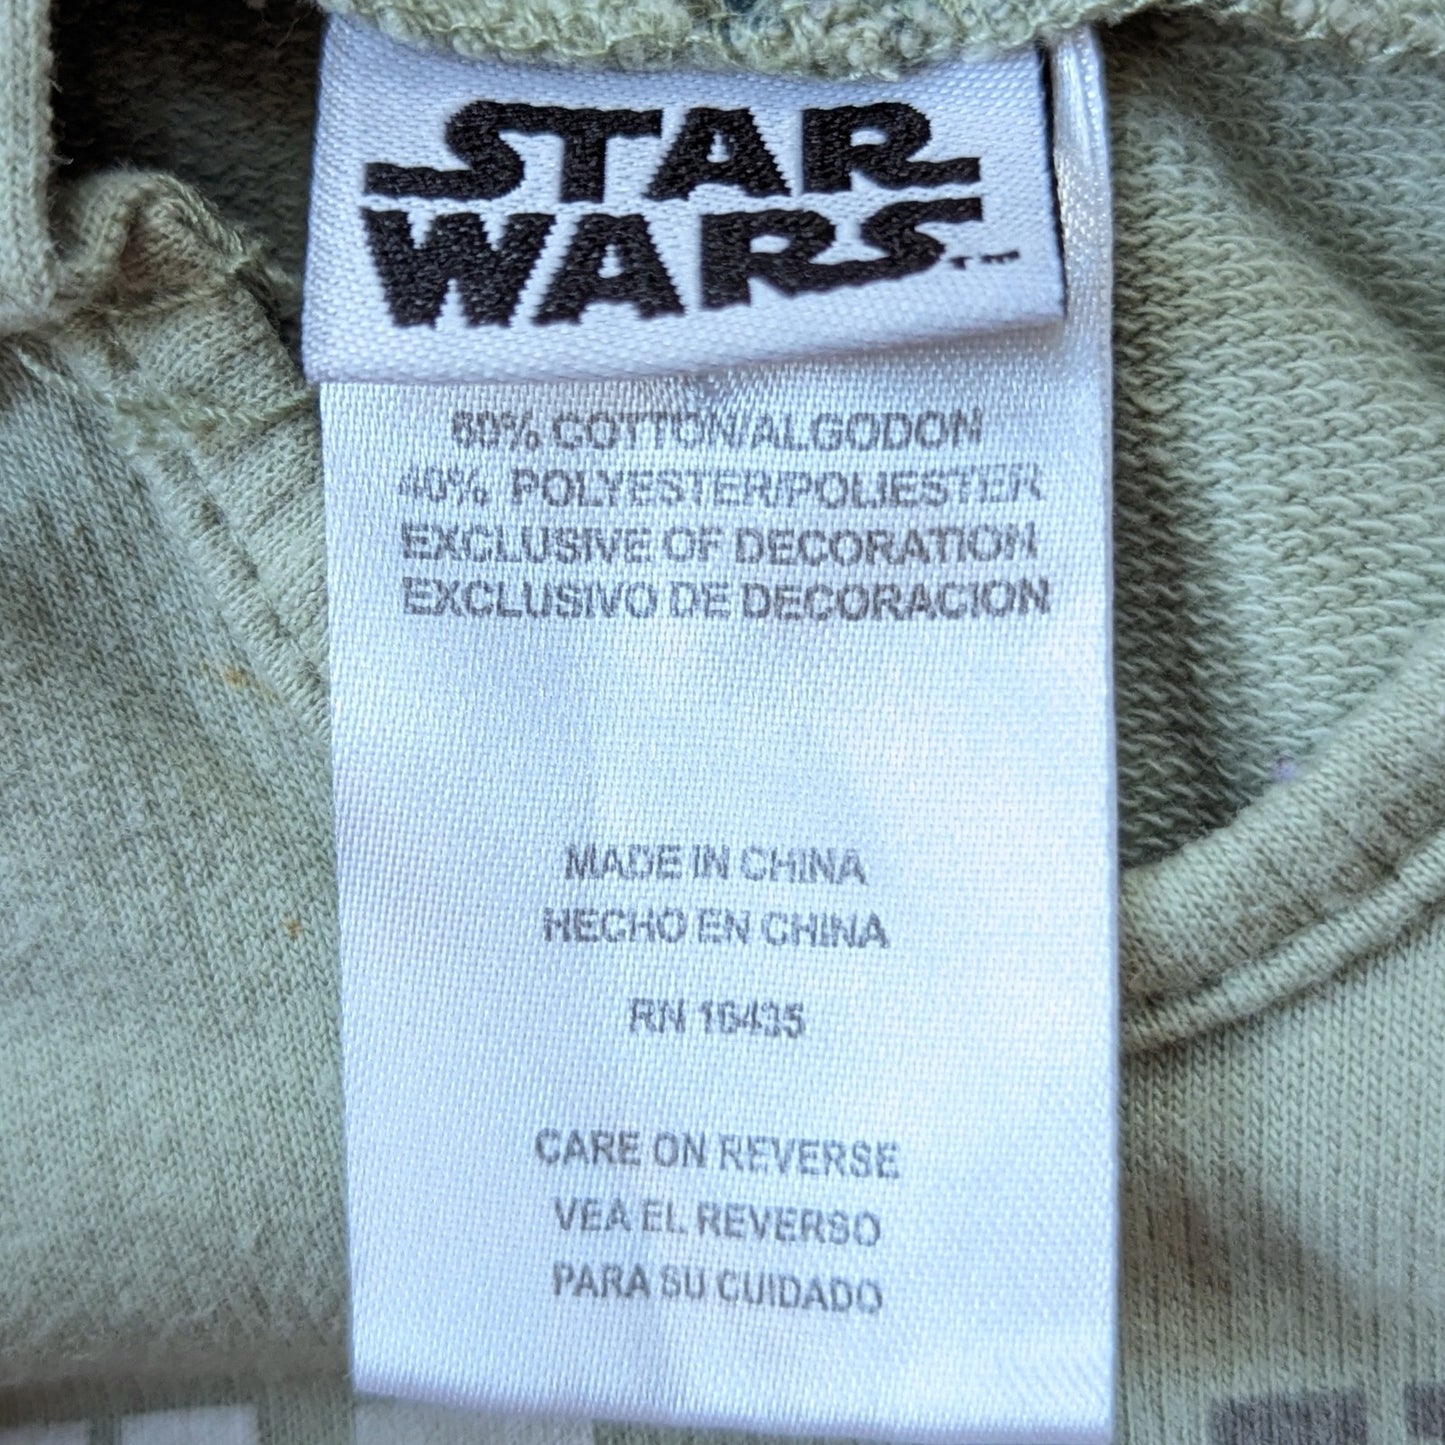 STAR
WARS™
60% COTTON/ALGODON
40% POLYESTER/POLIESTER
EXCLUSIVE OF DECORATION
EXCLUSIVO DE DECORACION
MADE IN CHINA
HECHO EN CHINA
RN 16435
CARE ON REVERSE
VEA EL REVERSO
PARA SU CUIDADO